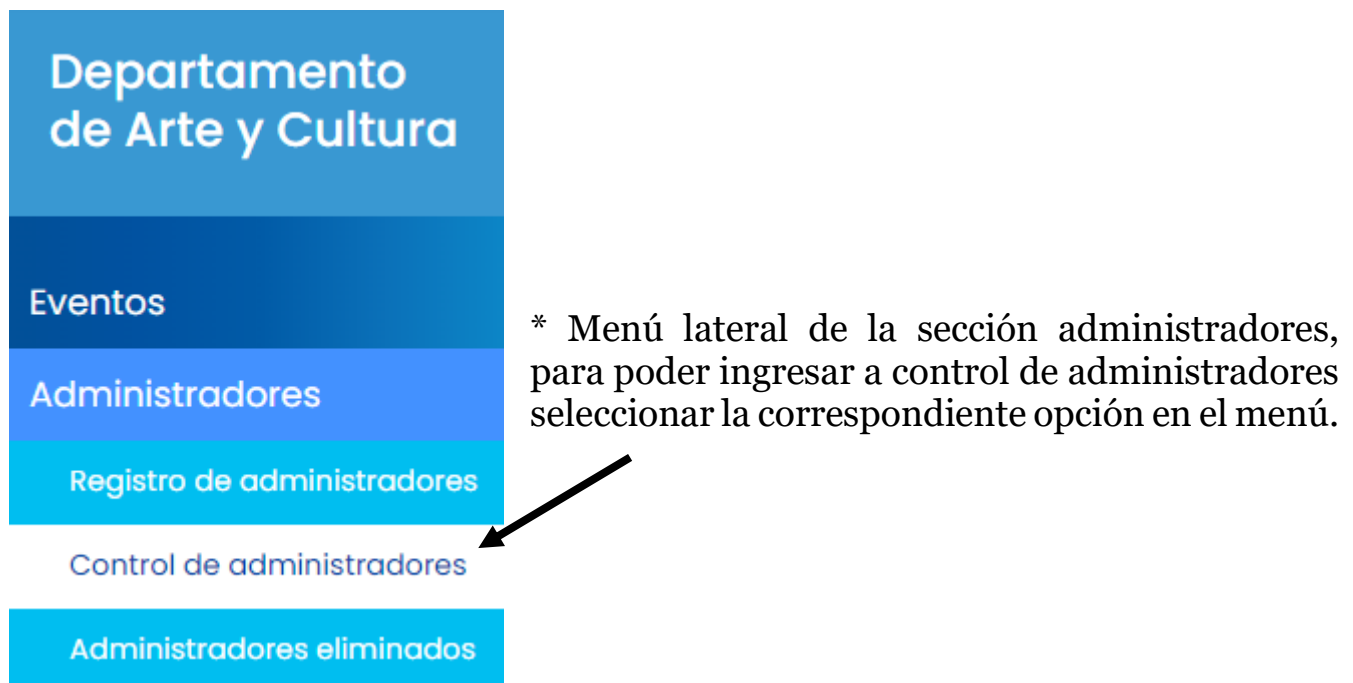 Departamento
de Arte y Cultura
Eventos
Administradores
Registro de administradores
Control de administradores
Administradores eliminados
* Menú lateral de la sección administradores,
para poder ingresar a control de administradores
seleccionar la correspondiente opción en el menú.